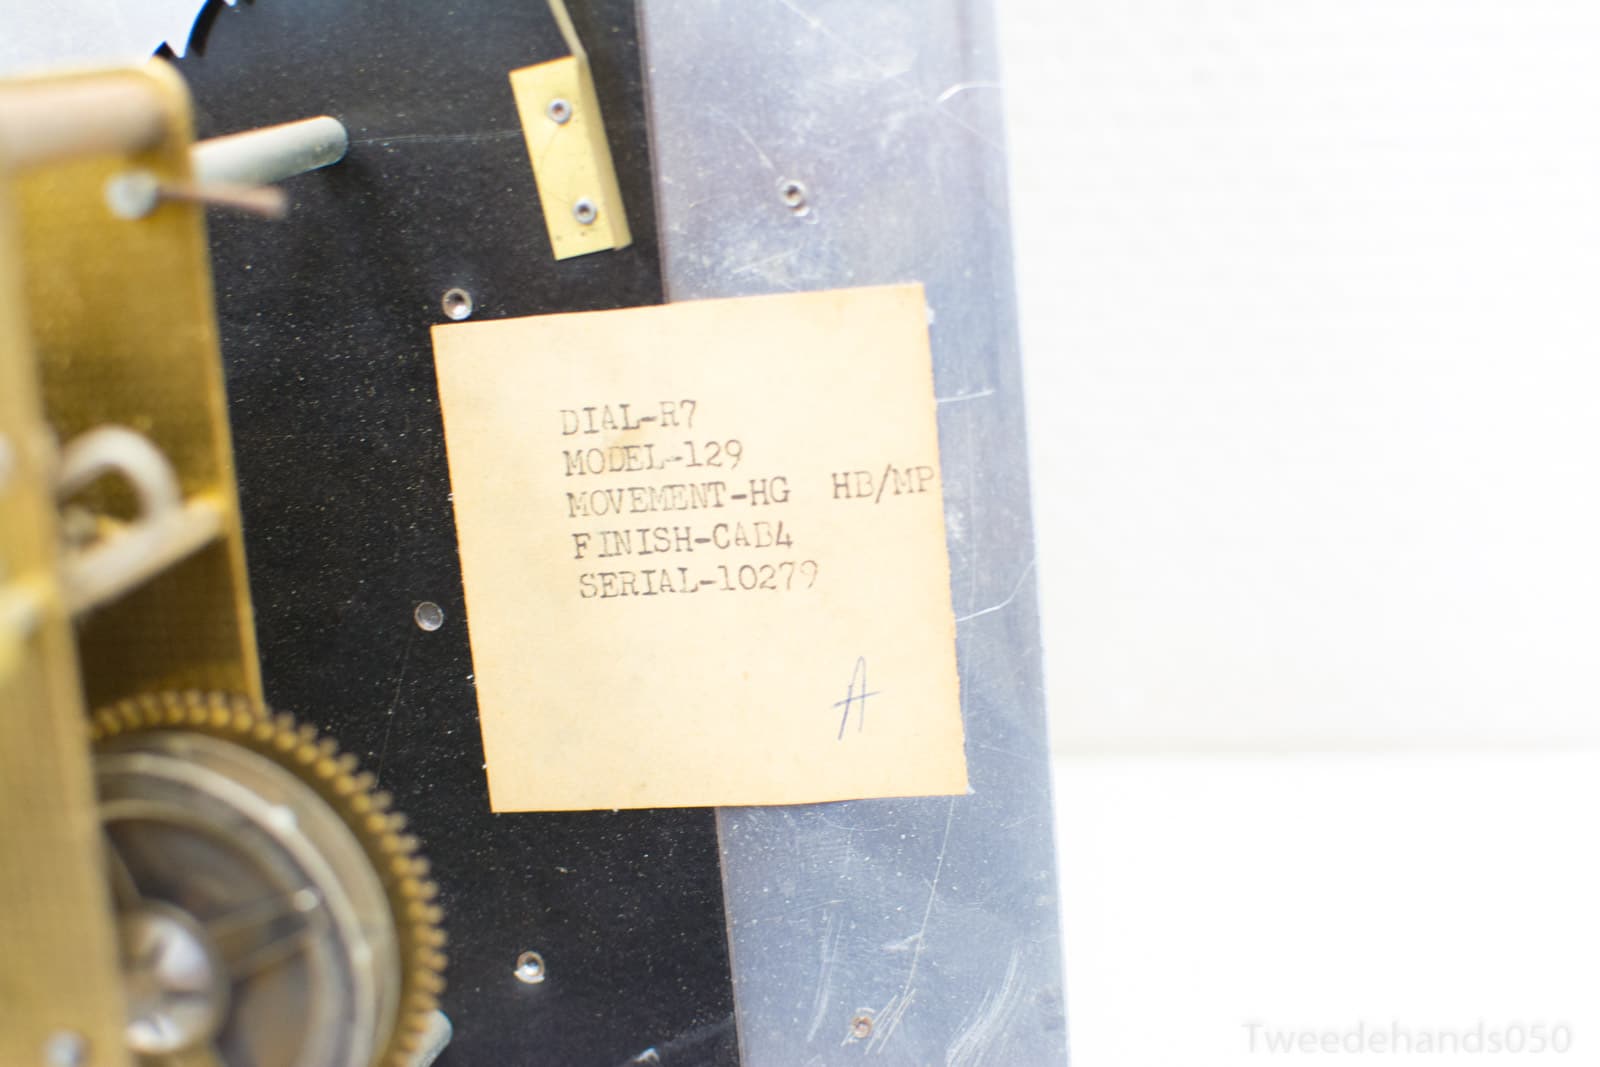 DIAL-R7
MODEL-129
MOVEMENT-HG HB/MP
FINISH-CAB4
SERIAL-10279
A
Tweedehands050